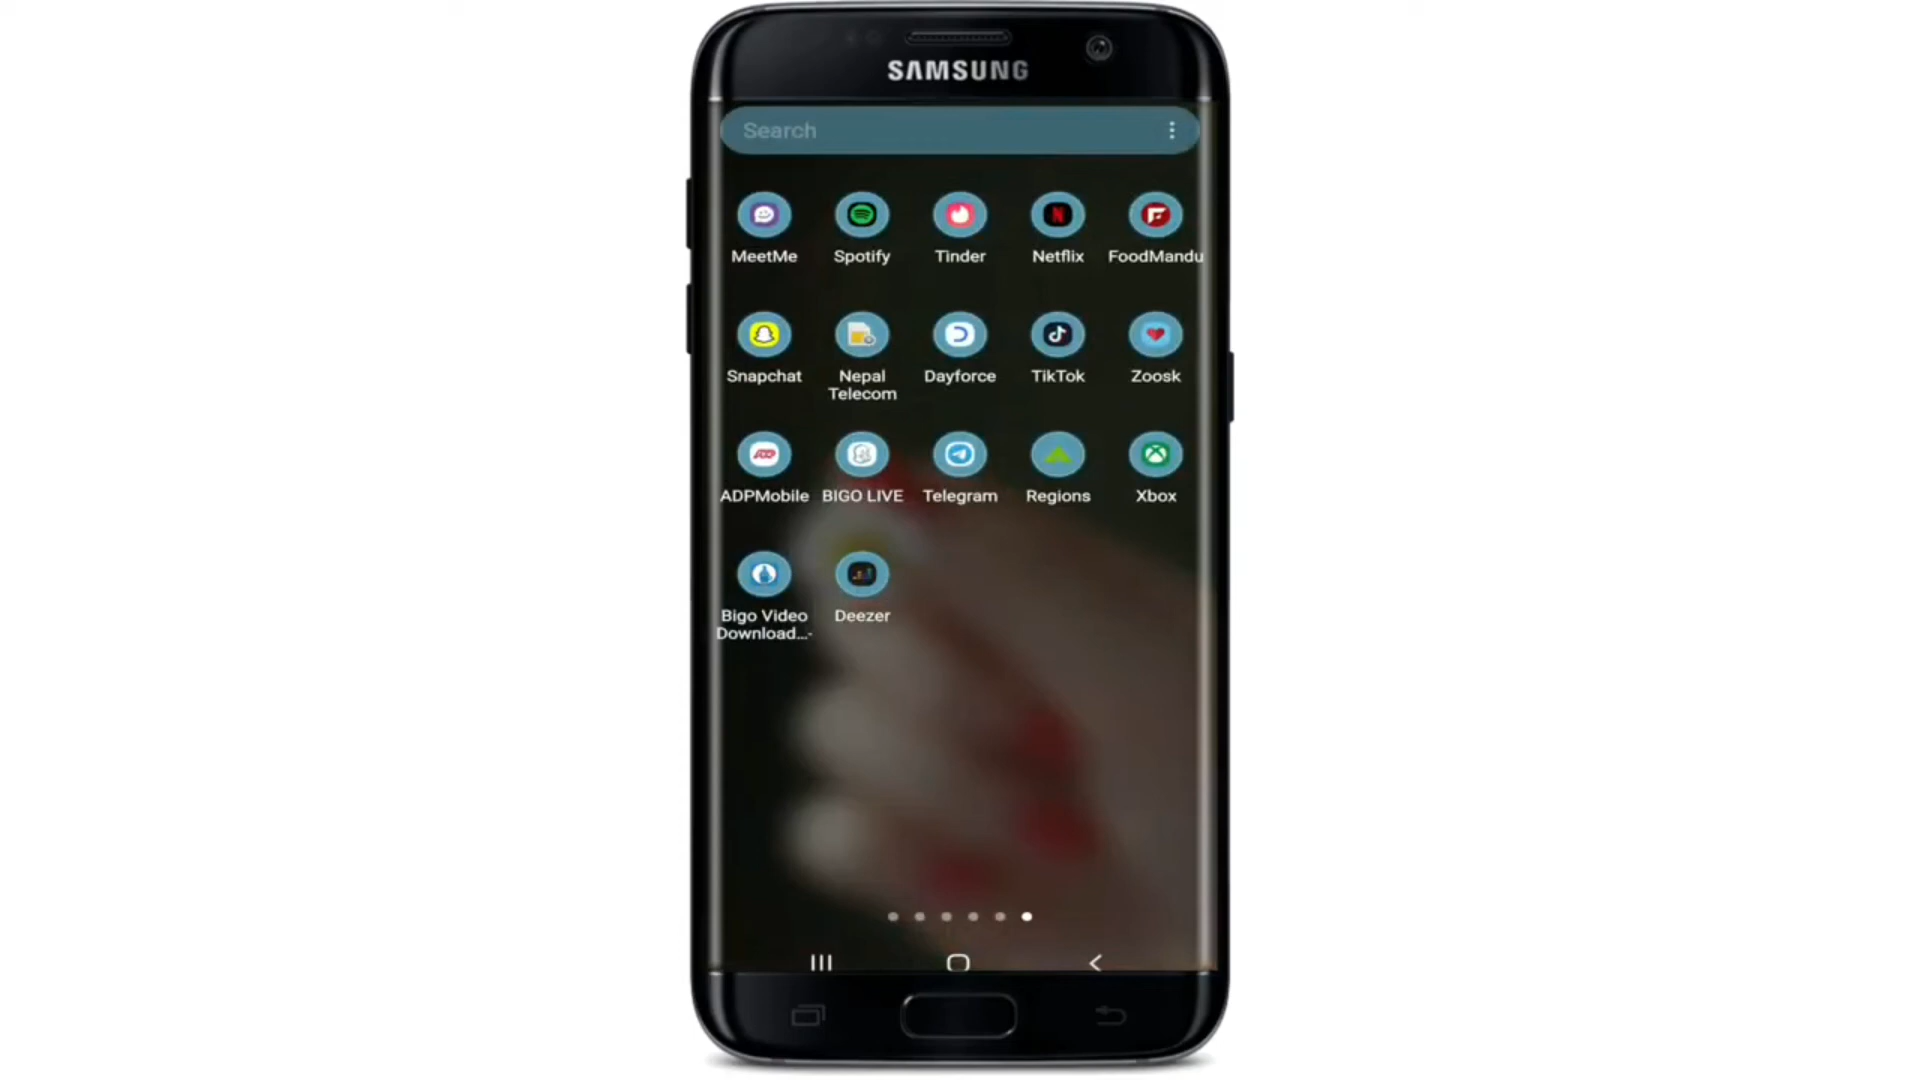 SAMSUNG
Search
MeetMe Spotify Tinder Netflix FoodMandu
Snapchat Nepal Telecom Dayforce TikTok Zoosk
ADPMobile BIGO LIVE Telegram Regions Xbox
Bigo Video Download...- Deezer